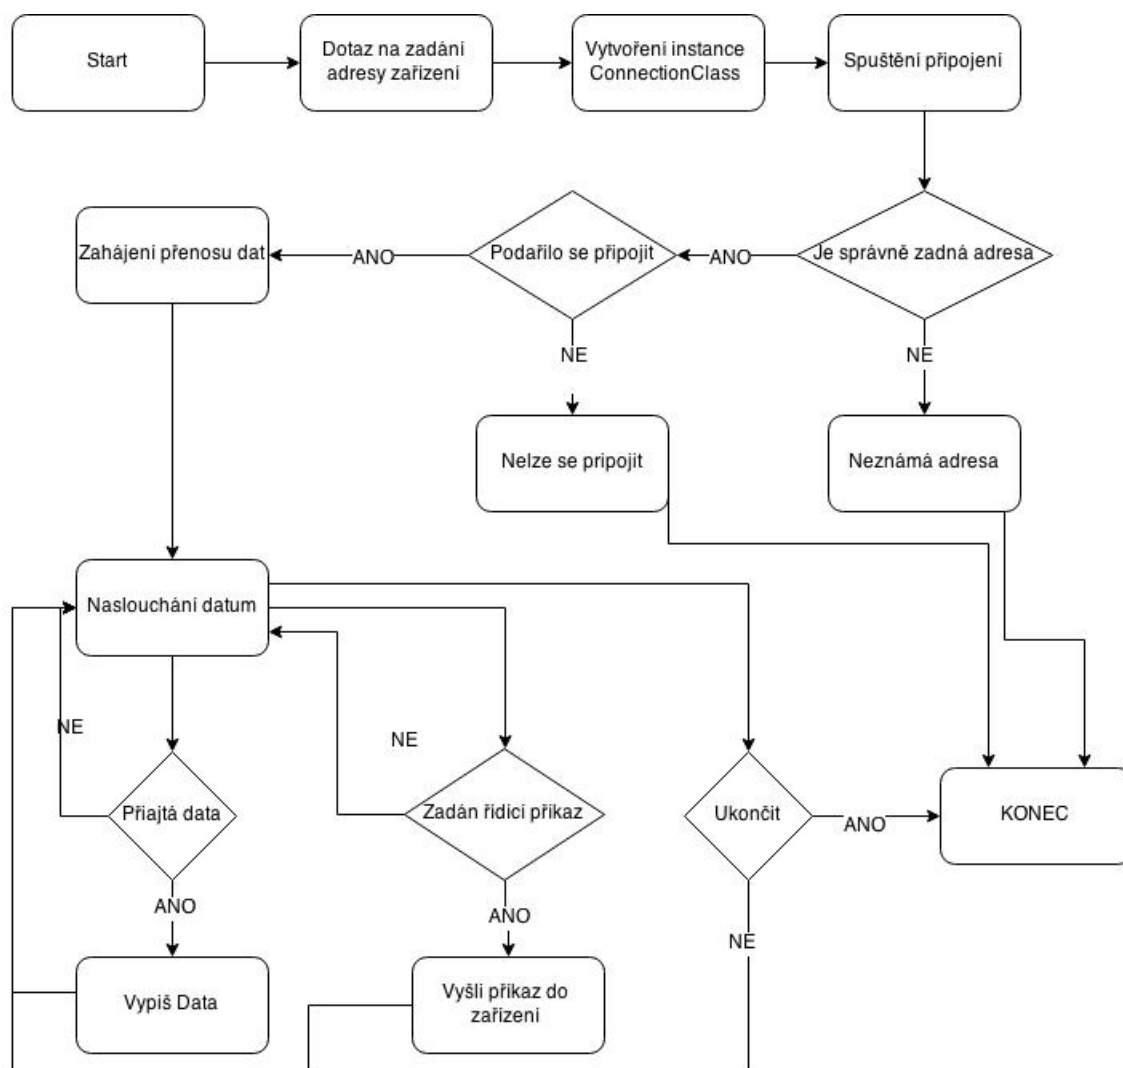 Start
Dotaz na zadání
adresy zařízení
Vytvoření instance
ConnectionClass
Spuštění připojení
Zahájení přenosu dat
ANO
Podařilo se připojit
ANO
Je správně zadná adresa
NE
NE
Nelze se pripojit
Neznámá adresa
Naslouchání datum
NE
NE
Přiajtá data
Zadán řídicí příkaz
Ukončit
ANO
KONEC
ANO
ANO
NE
Vypiš Data
Vyšli příkaz do
zařízení